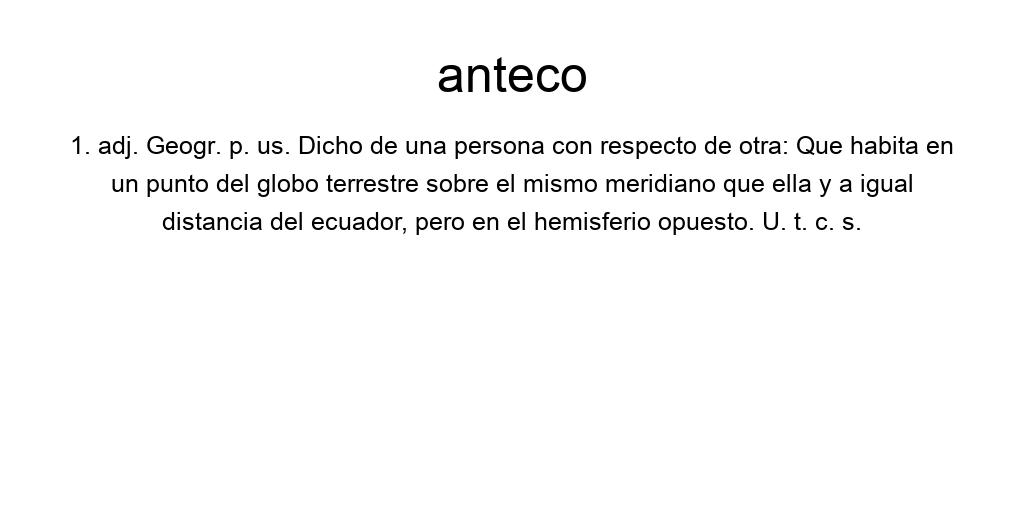 anteco
1. adj. Geogr. p. us. Dicho de una persona con respecto de otra: Que habita en
un punto del globo terrestre sobre el mismo meridiano que ella y a igual
distancia del ecuador, pero en el hemisferio opuesto. U. t. c. s.